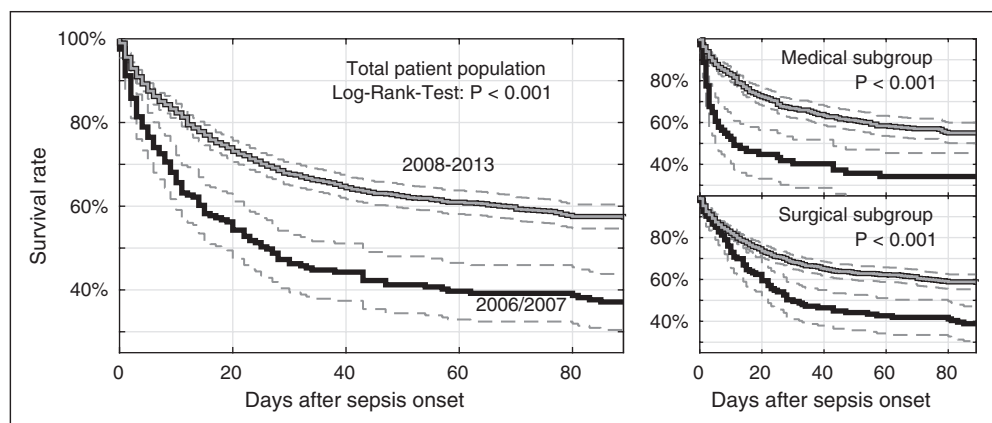 100%
80%
60%
40%
Survival rate
Total patient population
Log-Rank-Test: P < 0.001
2008-2013
2006/2007
0 20 40 60 80
Days after sepsis onset
Medical subgroup
P < 0.001
80%
60%
40%
Surgical subgroup
P < 0.001
80%
60%
40%
0 20 40 60 80
Days after sepsis onset